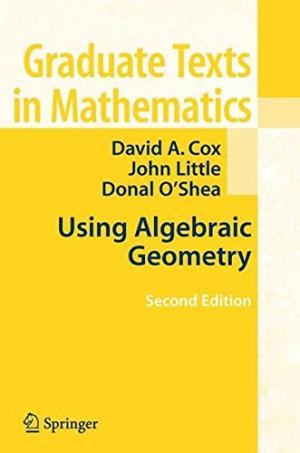 Graduate Texts
in Mathematics
David A. Cox
John Little
Donal O'Shea
Using Algebraic
Geometry
Second Edition
Springer